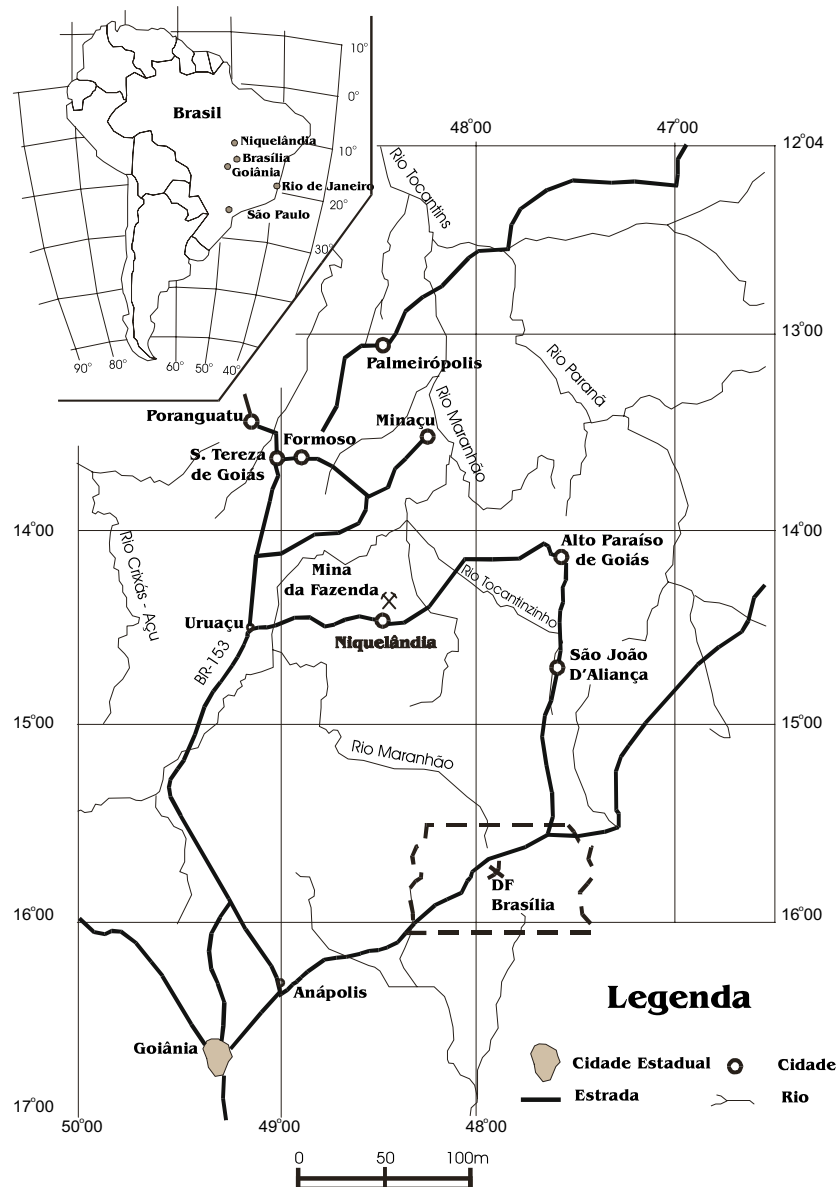 10°
0°
10°
20°
30°
90°
80°
60°
50°
40°
Brasil
Niquelândia
Brasília
Goiânia
Rio de Janeiro
São Paulo
48°00
47°00
12°04
Rio Tocantins
13°00
Palmeirópolis
Rio Paranã
Poranguatu
Minaçu
Rio Maranhão
Formoso
S. Tereza
de Goiás
14°00
14°00
Rio Crixás - Açu
Alto Paraíso
de Goiás
Mina
da Fazenda
Rio Tocantinzinho
Uruaçu
Niquelândia
BR-153
São João
D'Aliança
15°00
15°00
Rio Maranhão
DF
Brasília
16°00
16°00
Anápolis
Goiânia
17°00
50°00
49°00
48°00
Legenda
Cidade Estadual
Cidade
Estrada
Rio
0
50
100m